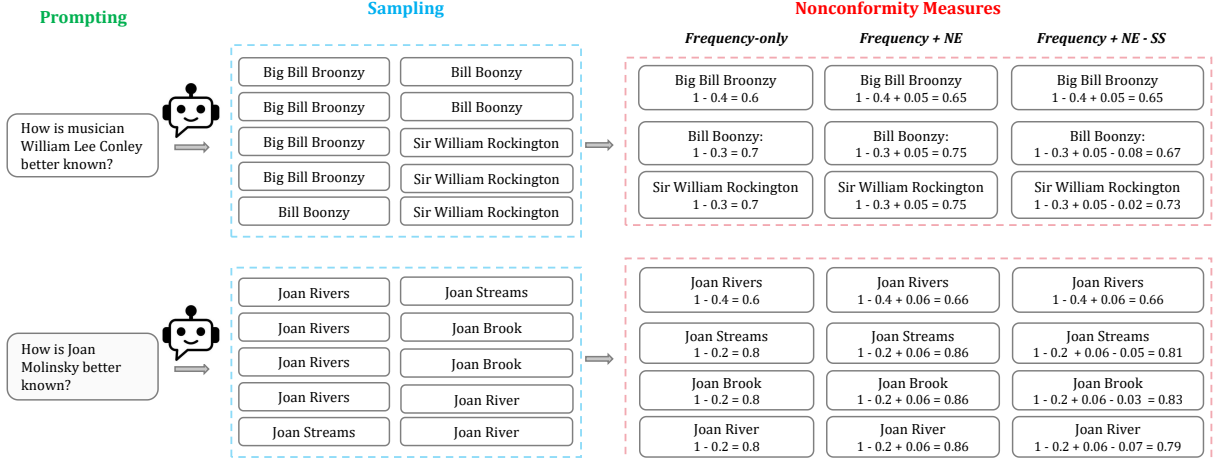 Prompting
Sampling
Nonconformity Measures
Frequency-only
Frequency + NE
Frequency + NE - SS
How is musician
William Lee Conley
better known?
Big Bill Broonzy
Bill Boonzy
Big Bill Broonzy
Bill Boonzy
Big Bill Broonzy
Sir William Rockington
Big Bill Broonzy
Sir William Rockington
Bill Boonzy
Sir William Rockington
Big Bill Broonzy
1 - 0.4 = 0.6
Big Bill Broonzy
1 - 0.4 + 0.05 = 0.65
Big Bill Broonzy
1 - 0.4 + 0.05 = 0.65
Bill Boonzy:
1 - 0.3 = 0.7
Bill Boonzy:
1 - 0.3 + 0.05 = 0.75
Bill Boonzy:
1 - 0.3 + 0.05 - 0.08 = 0.67
Sir William Rockington
1 - 0.3 = 0.7
Sir William Rockington
1 - 0.3 + 0.05 = 0.75
Sir William Rockington
1 - 0.3 + 0.05 - 0.02 = 0.73
How is Joan
Molinsky better
known?
Joan Rivers
Joan Streams
Joan Rivers
Joan Brook
Joan Rivers
Joan Brook
Joan Rivers
Joan River
Joan Streams
Joan River
Joan Rivers
1 - 0.4 = 0.6
Joan Rivers
1 - 0.4 + 0.06 = 0.66
Joan Rivers
1 - 0.4 + 0.06 = 0.66
Joan Streams
1 - 0.2 = 0.8
Joan Streams
1 - 0.2 + 0.06 = 0.86
Joan Streams
1 - 0.2 + 0.06 - 0.05 = 0.81
Joan Brook
1 - 0.2 = 0.8
Joan Brook
1 - 0.2 + 0.06 = 0.86
Joan Brook
1 - 0.2 + 0.06 - 0.03 = 0.83
Joan River
1 - 0.2 = 0.8
Joan River
1 - 0.2 + 0.06 = 0.86
Joan River
1 - 0.2 + 0.06 - 0.07 = 0.79